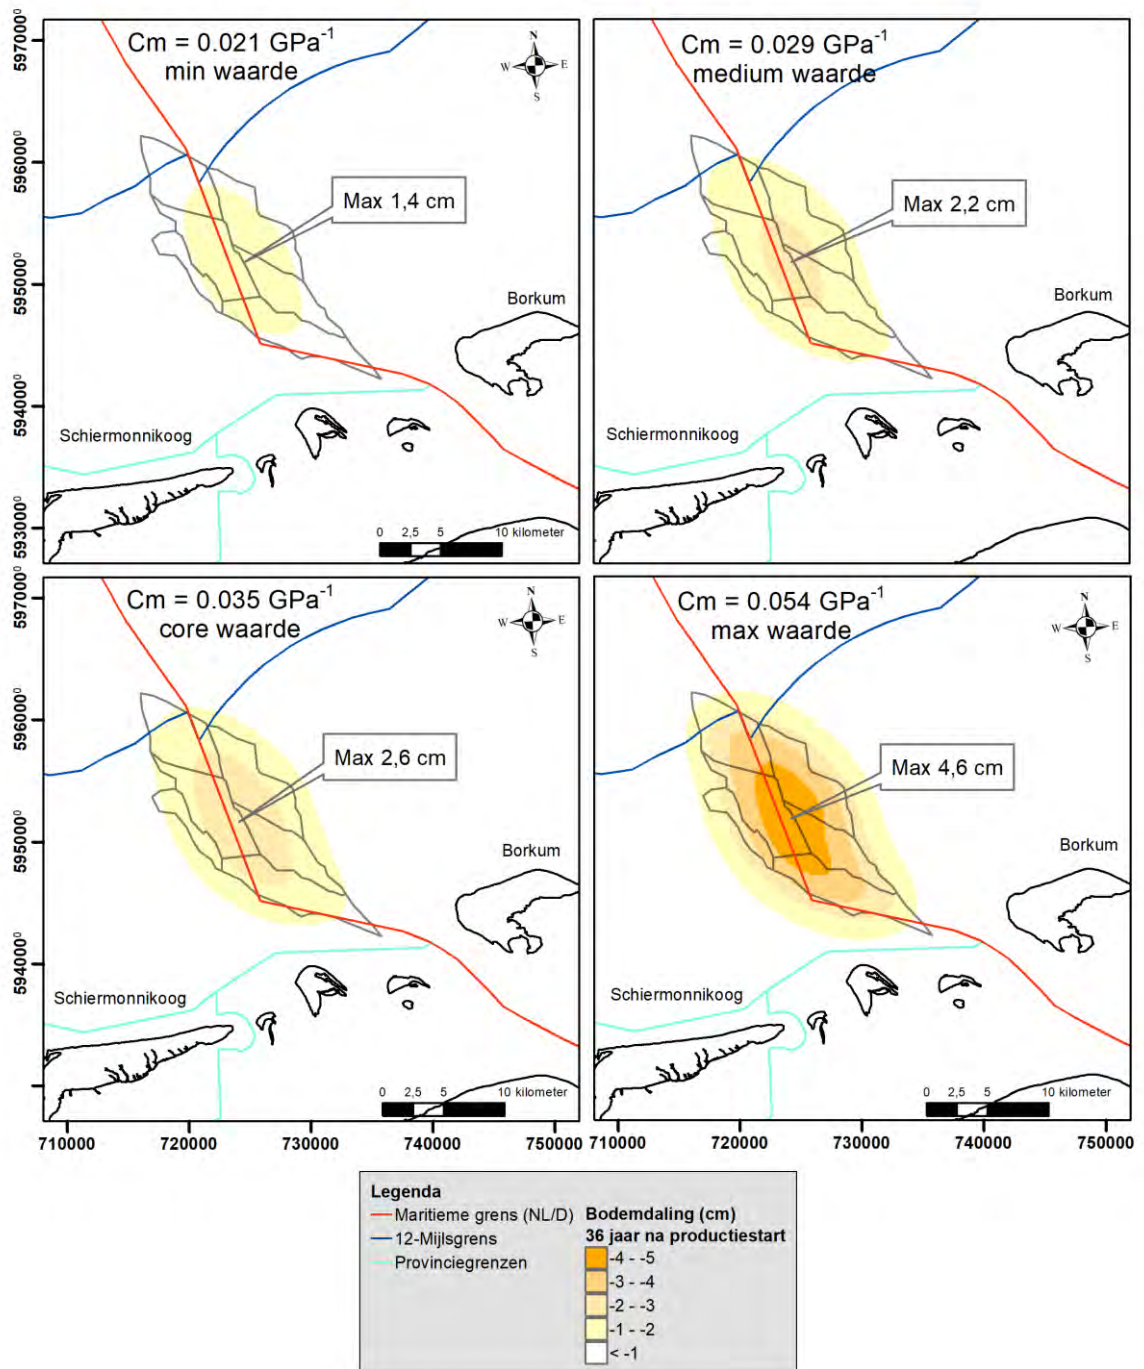 Cm = 0.021 GPa⁻¹
min waarde
N
W E
S
Max 1,4 cm
Borkum
Schiermonnikoog
0 2,5 5 10 kilometer
5970000
5960000
5950000
5940000
5930000
Cm = 0.029 GPa⁻¹
medium waarde
N
W E
S
Max 2,2 cm
Borkum
Schiermonnikoog
Cm = 0.035 GPa⁻¹
core waarde
N
W E
S
Max 2,6 cm
Borkum
Schiermonnikoog
0 2,5 5 10 kilometer
5970000
5960000
5950000
5940000
710000 720000 730000 740000 750000
Cm = 0.054 GPa⁻¹
max waarde
N
W E
S
Max 4,6 cm
Borkum
Schiermonnikoog
0 2,5 5 10 kilometer
710000 720000 730000 740000 750000
Legenda
Maritieme grens (NL/D)
12-Mijlsgrens
Provinciegrenzen
Bodemdaling (cm)
36 jaar na productiestart
-4 - -5
-3 - -4
-2 - -3
-1 - -2
< -1